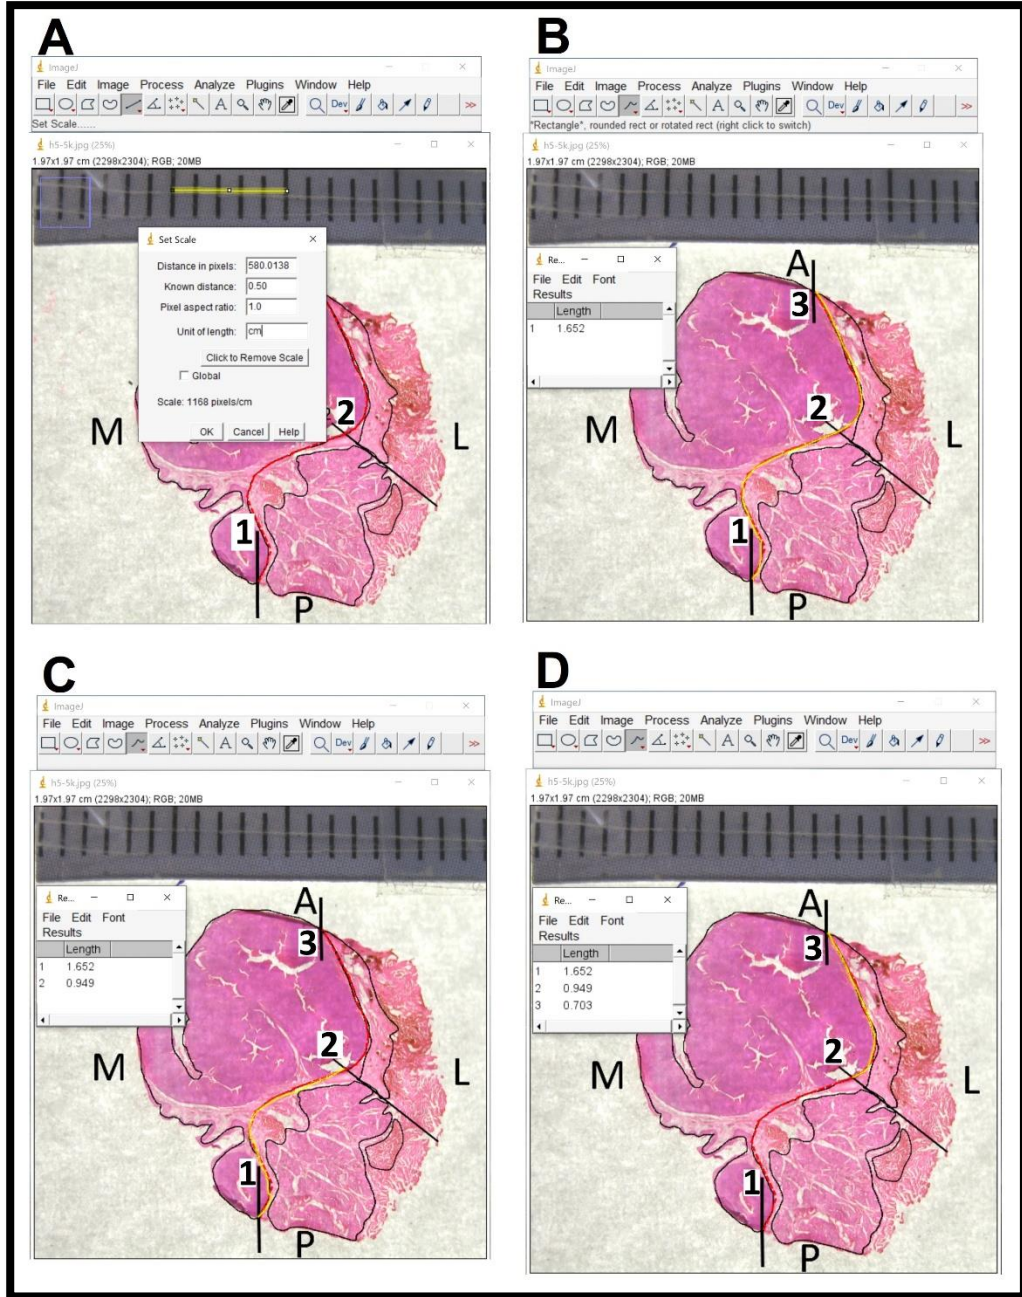 A
ImageJ
File Edit Image Process Analyze Plugins Window Help
Dev
Set Scale......
h5-5k.jpg (25%)
1.97x1.97 cm (2298x2304); RGB; 20MB
Set Scale
Distance in pixels: 580.0138
Known distance: 0.50
Pixel aspect ratio: 1.0
Unit of length: cm
Click to Remove Scale
Global
Scale: 1168 pixels/cm
OK Cancel Help
2
M
L
1
P
B
ImageJ
File Edit Image Process Analyze Plugins Window Help
Dev
*Rectangle*, rounded rect or rotated rect (right click to switch)
h5-5k.jpg (25%)
1.97x1.97 cm (2298x2304); RGB; 20MB
Re...
File Edit Font
Results
Length
1 1.652
A
3
2
M
L
1
P
C
ImageJ
File Edit Image Process Analyze Plugins Window Help
Dev
h5-5k.jpg (25%)
1.97x1.97 cm (2298x2304); RGB; 20MB
Re...
File Edit Font
Results
Length
1 1.652
2 0.949
A
3
2
M
L
1
P
D
ImageJ
File Edit Image Process Analyze Plugins Window Help
Dev
h5-5k.jpg (25%)
1.97x1.97 cm (2298x2304); RGB; 20MB
Re...
File Edit Font
Results
Length
1 1.652
2 0.949
3 0.703
A
3
2
M
L
1
P